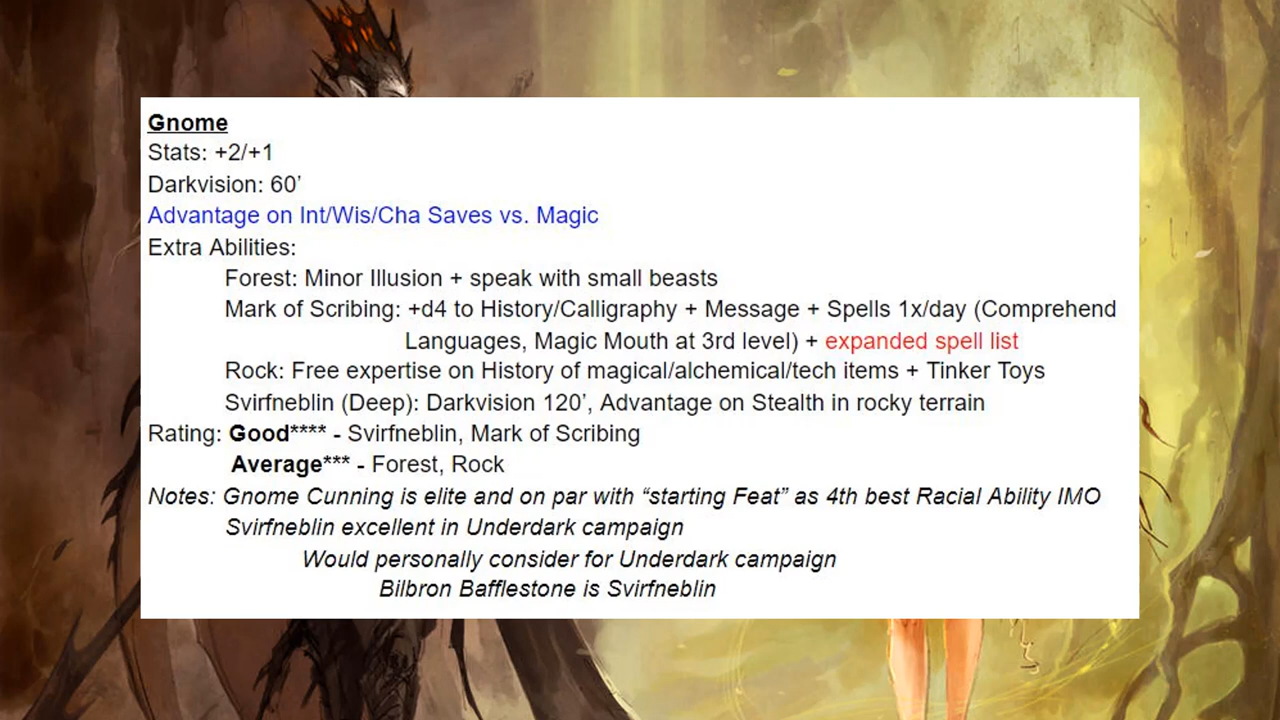 Gnome
Stats: +2/+1
Darkvision: 60’
Advantage on Int/Wis/Cha Saves vs. Magic
Extra Abilities:
Forest: Minor Illusion + speak with small beasts
Mark of Scribing: +d4 to History/Calligraphy + Message + Spells 1x/day (Comprehend
Languages, Magic Mouth at 3rd level) + expanded spell list
Rock: Free expertise on History of magical/alchemical/tech items + Tinker Toys
Svirfneblin (Deep): Darkvision 120’, Advantage on Stealth in rocky terrain
Rating: Good**** - Svirfneblin, Mark of Scribing
Average*** - Forest, Rock
Notes: Gnome Cunning is elite and on par with “starting Feat” as 4th best Racial Ability IMO
Svirfneblin excellent in Underdark campaign
Would personally consider for Underdark campaign
Bilbron Bafflestone is Svirfneblin